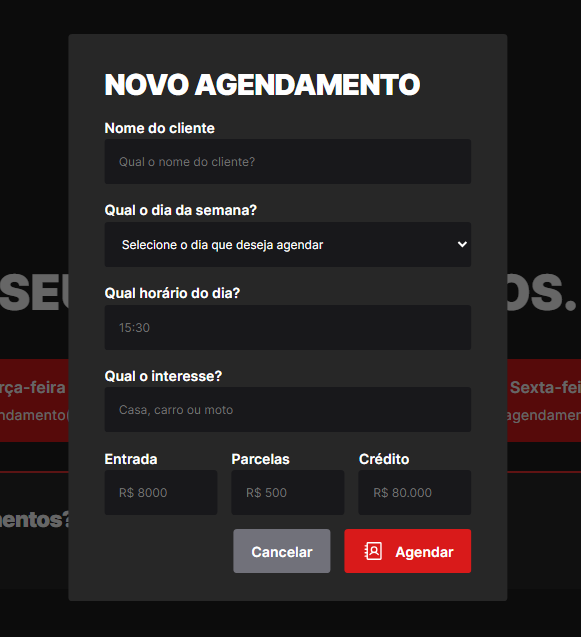 NOVO AGENDAMENTO
Nome do cliente
Qual o nome do cliente?
Qual o dia da semana?
Selecione o dia que deseja agendar
Qual horário do dia?
15:30
SEU
OS.
Qual o interesse?
rça-feira
Sexta-fei
Casa, carro ou moto
ndamento
agendamen
Entrada Parcelas Crédito
R$ 8000 R$ 500 R$ 80.000
entos?
Cancelar Agendar